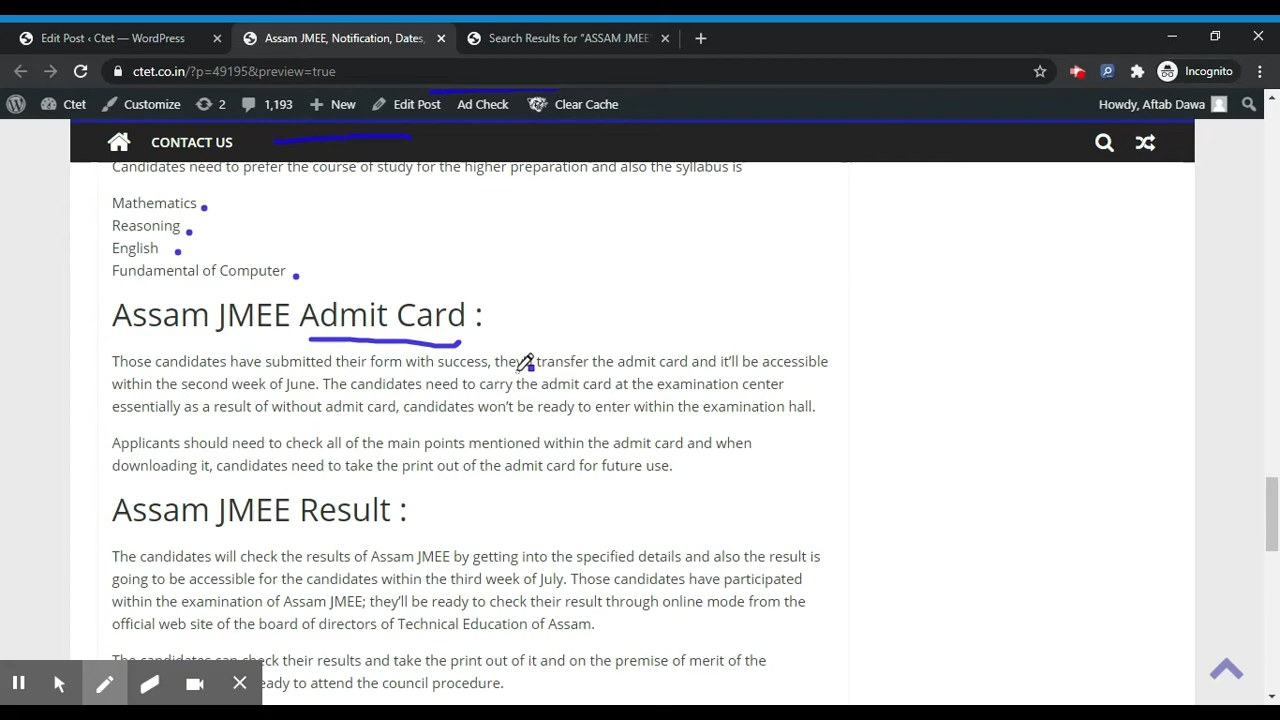 Edit Post ‹ Ctet — WordPress
Assam JMEE, Notification, Dates,
Search Results for "ASSAM JMEE"
ctet.co.in/?p=49195&preview=true
Incognito
Ctet
Customize
2
1,193
New
Edit Post
Ad Check
Clear Cache
Howdy, Aftab Dawa
CONTACT US
Candidates need to prefer the course of study for the higher preparation and also the syllabus is
Mathematics
Reasoning
English
Fundamental of Computer
Assam JMEE Admit Card :
Those candidates have submitted their form with success, transfer the admit card and it'll be accessible
within the second week of June. The candidates need to carry the admit card at the examination center
essentially as a result of without admit card, candidates won't be ready to enter within the examination hall.
Applicants should need to check all of the main points mentioned within the admit card and when
downloading it, candidates need to take the print out of the admit card for future use.
Assam JMEE Result :
The candidates will check the results of Assam JMEE by getting into the specified details and also the result is
going to be accessible for the candidates within the third week of July. Those candidates have participated
within the examination of Assam JMEE; they'll be ready to check their result through online mode from the
official web site of the board of directors of Technical Education of Assam.
The candidates can check their results and take the print out of it and on the premise of merit of the
ready to attend the council procedure.